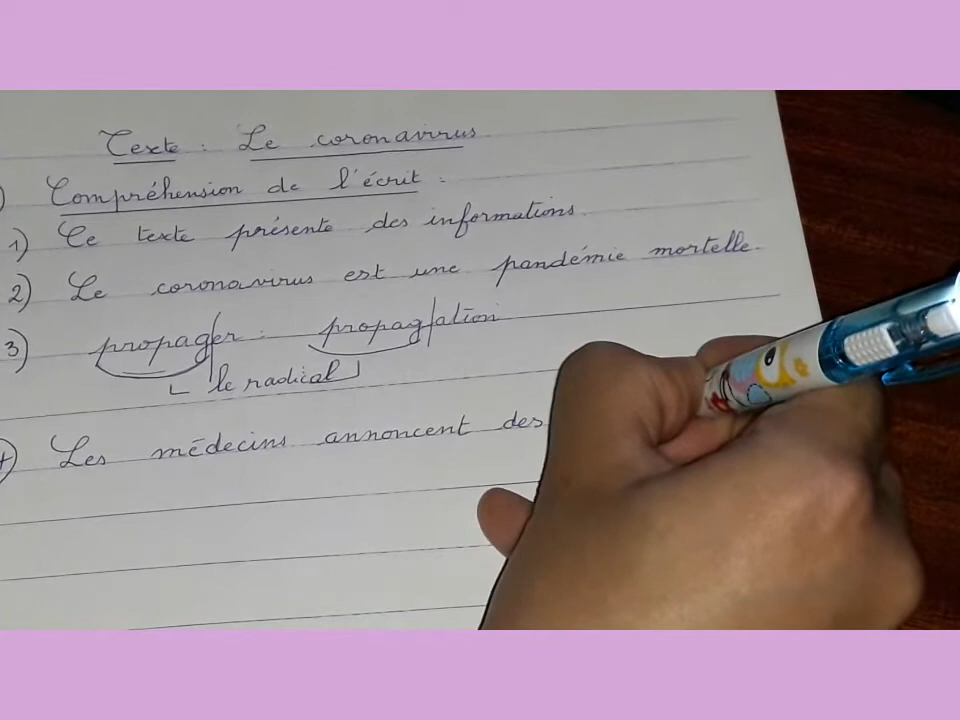 Texte : Le coronavirus
) Compréhension de l'écrit :
1) Ce texte présente des informations.
2) Le coronavirus est une pandémie mortelle.
3) propager : propagation
le radical
4) Les médecins annoncent des